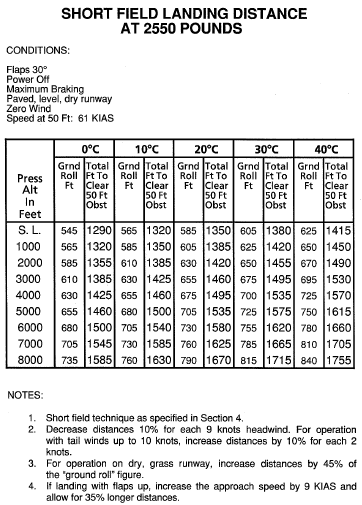 SHORT FIELD LANDING DISTANCE
AT 2550 POUNDS
CONDITIONS:
Flaps 30°
Power Off
Maximum Braking
Paved, level, dry runway
Zero Wind
Speed at 50 Ft: 61 KIAS
0°C 10°C 20°C 30°C 40°C
Press Alt In Feet Grnd Roll Ft Total Ft To Clear 50 Ft Obst Grnd Roll Ft Total Ft To Clear 50 Ft Obst Grnd Roll Ft Total Ft To Clear 50 Ft Obst Grnd Roll Ft Total Ft To Clear 50 Ft Obst Grnd Roll Ft Total Ft To Clear 50 Ft Obst
S. L. 545 1290 565 1320 585 1350 605 1380 625 1415
1000 565 1320 585 1350 605 1385 625 1420 650 1450
2000 585 1355 610 1385 630 1420 650 1455 670 1490
3000 610 1385 630 1425 655 1460 675 1495 695 1530
4000 630 1425 655 1460 675 1495 700 1535 725 1570
5000 655 1460 680 1500 705 1535 725 1575 750 1615
6000 680 1500 705 1540 730 1580 755 1620 780 1660
7000 705 1545 730 1585 760 1625 785 1665 810 1705
8000 735 1585 760 1630 790 1670 815 1715 840 1755
NOTES:
1. Short field technique as specified in Section 4.
2. Decrease distances 10% for each 9 knots headwind. For operation
with tail winds up to 10 knots, increase distances by 10% for each 2
knots.
3. For operation on dry, grass runway, increase distances by 45% of
the "ground roll" figure.
4. If landing with flaps up, increase the approach speed by 9 KIAS and
allow for 35% longer distances.